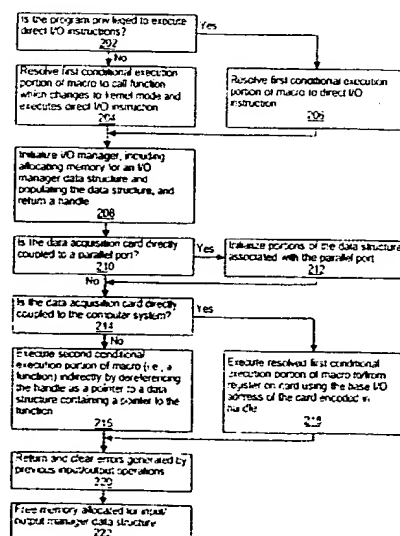 Is the program privileged to execute
direct I/O instructions?
202
Yes
No
Resolve first conditional execution
portion of macro to call function
which changes to kernel mode and
executes direct I/O instruction
204
Resolve first conditional execution
portion of macro to direct I/O
instruction
206
Initialize I/O manager, including
allocating memory for an I/O
manager data structure and
populating the data structure, and
return a handle
208
Is the data acquisition card directly
coupled to a parallel port?
210
Yes
Initialize portions of the data structure
associated with the parallel port
212
No
Is the data acquisition card directly
coupled to the computer system?
214
Yes
No
Execute second conditional
execution portion of macro (i.e., a
function) indirectly by dereferencing
the handle as a pointer to a data
structure containing a pointer to the
function
216
Execute resolved first conditional
execution portion of macro to/from
register on card using the base I/O
address of the card encoded in
handle
218
Return and clear errors generated by
previous input/output operations
220
Free memory allocated for input/
output manager data structure
222